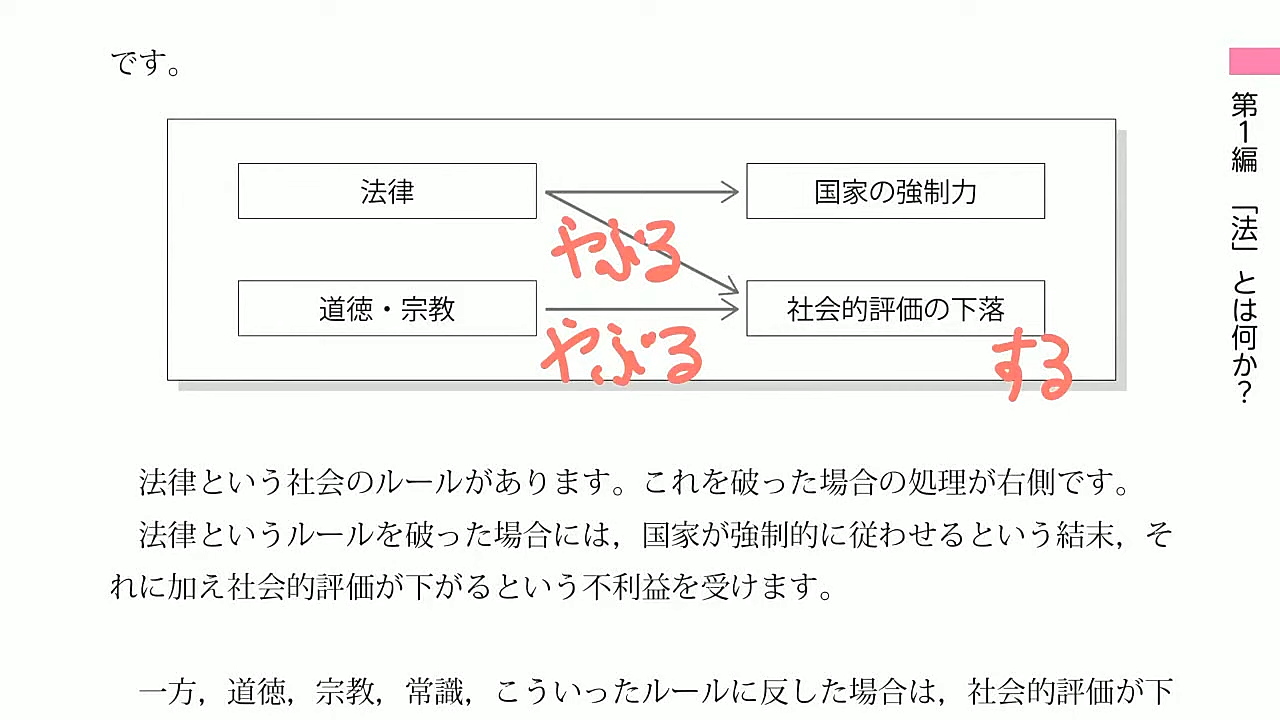 です。
法律
国家の強制力
やぶる
道徳・宗教
社会的評価の下落
やぶる
する
法律という社会のルールがあります。これを破った場合の処理が右側です。
法律というルールを破った場合には，国家が強制的に従わせるという結末，そ
れに加え社会的評価が下がるという不利益を受けます。
一方，道徳，宗教，常識，こういったルールに反した場合は，社会的評価が下
第1編 「法」とは何か？